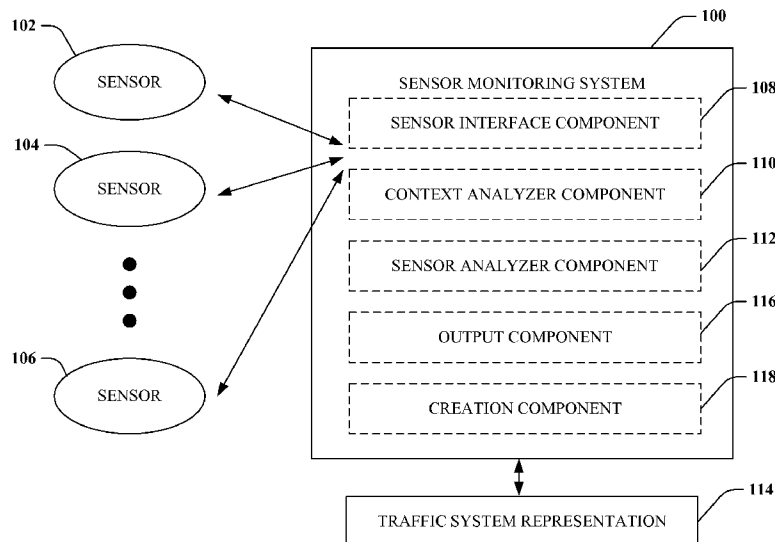 102
SENSOR
104
SENSOR
106
SENSOR
100
SENSOR MONITORING SYSTEM
108
SENSOR INTERFACE COMPONENT
110
CONTEXT ANALYZER COMPONENT
112
SENSOR ANALYZER COMPONENT
116
OUTPUT COMPONENT
118
CREATION COMPONENT
114
TRAFFIC SYSTEM REPRESENTATION